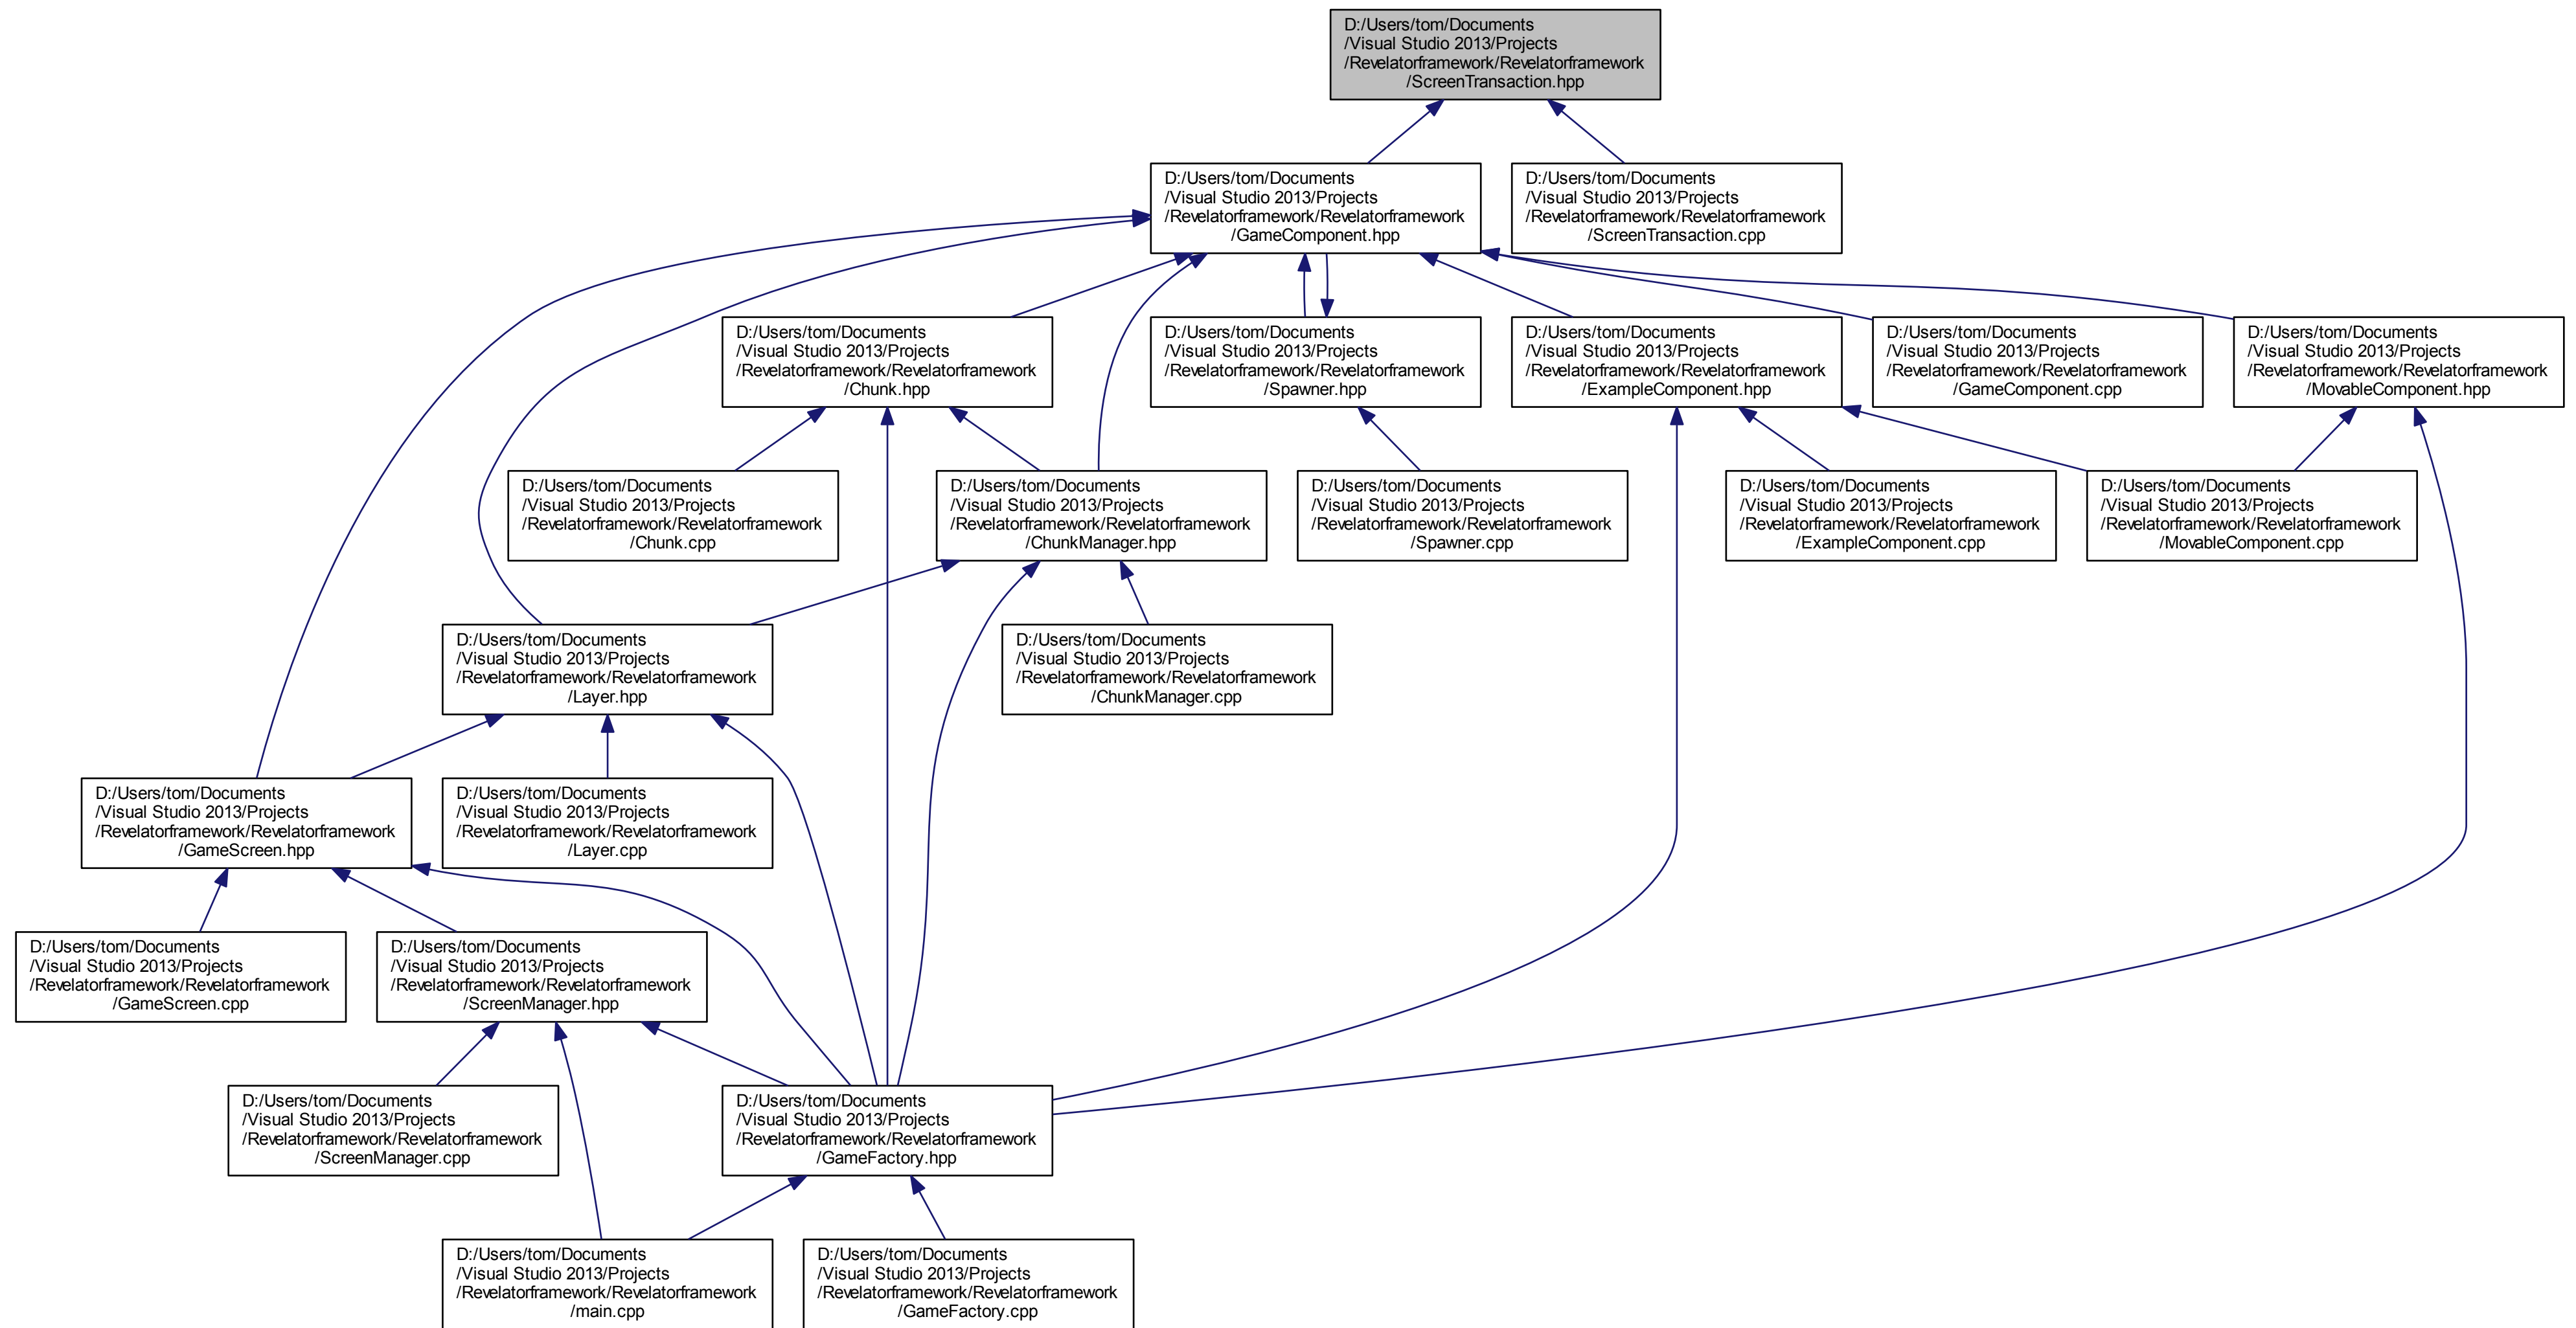 D:/Users/tom/Documents
/Visual Studio 2013/Projects
/Revelatorframework/Revelatorframework
/ScreenTransaction.hpp
D:/Users/tom/Documents
/Visual Studio 2013/Projects
/Revelatorframework/Revelatorframework
/GameComponent.hpp
D:/Users/tom/Documents
/Visual Studio 2013/Projects
/Revelatorframework/Revelatorframework
/ScreenTransaction.cpp
D:/Users/tom/Documents
/Visual Studio 2013/Projects
/Revelatorframework/Revelatorframework
/Chunk.hpp
D:/Users/tom/Documents
/Visual Studio 2013/Projects
/Revelatorframework/Revelatorframework
/Spawner.hpp
D:/Users/tom/Documents
/Visual Studio 2013/Projects
/Revelatorframework/Revelatorframework
/ExampleComponent.hpp
D:/Users/tom/Documents
/Visual Studio 2013/Projects
/Revelatorframework/Revelatorframework
/GameComponent.cpp
D:/Users/tom/Documents
/Visual Studio 2013/Projects
/Revelatorframework/Revelatorframework
/MovableComponent.hpp
D:/Users/tom/Documents
/Visual Studio 2013/Projects
/Revelatorframework/Revelatorframework
/Chunk.cpp
D:/Users/tom/Documents
/Visual Studio 2013/Projects
/Revelatorframework/Revelatorframework
/ChunkManager.hpp
D:/Users/tom/Documents
/Visual Studio 2013/Projects
/Revelatorframework/Revelatorframework
/Spawner.cpp
D:/Users/tom/Documents
/Visual Studio 2013/Projects
/Revelatorframework/Revelatorframework
/ExampleComponent.cpp
D:/Users/tom/Documents
/Visual Studio 2013/Projects
/Revelatorframework/Revelatorframework
/MovableComponent.cpp
D:/Users/tom/Documents
/Visual Studio 2013/Projects
/Revelatorframework/Revelatorframework
/Layer.hpp
D:/Users/tom/Documents
/Visual Studio 2013/Projects
/Revelatorframework/Revelatorframework
/ChunkManager.cpp
D:/Users/tom/Documents
/Visual Studio 2013/Projects
/Revelatorframework/Revelatorframework
/GameScreen.hpp
D:/Users/tom/Documents
/Visual Studio 2013/Projects
/Revelatorframework/Revelatorframework
/Layer.cpp
D:/Users/tom/Documents
/Visual Studio 2013/Projects
/Revelatorframework/Revelatorframework
/GameScreen.cpp
D:/Users/tom/Documents
/Visual Studio 2013/Projects
/Revelatorframework/Revelatorframework
/ScreenManager.hpp
D:/Users/tom/Documents
/Visual Studio 2013/Projects
/Revelatorframework/Revelatorframework
/ScreenManager.cpp
D:/Users/tom/Documents
/Visual Studio 2013/Projects
/Revelatorframework/Revelatorframework
/GameFactory.hpp
D:/Users/tom/Documents
/Visual Studio 2013/Projects
/Revelatorframework/Revelatorframework
/main.cpp
D:/Users/tom/Documents
/Visual Studio 2013/Projects
/Revelatorframework/Revelatorframework
/GameFactory.cpp